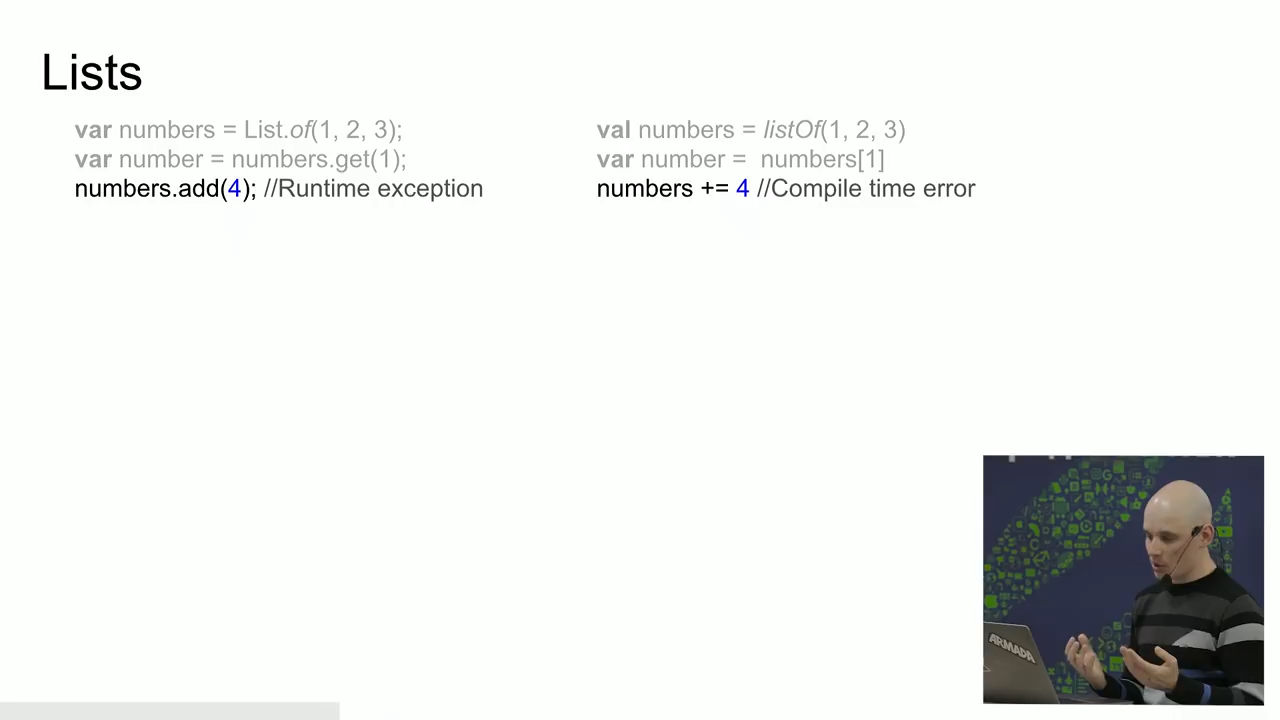 Lists
var numbers = List.of(1, 2, 3);
var number = numbers.get(1);
numbers.add(4); //Runtime exception
val numbers = listOf(1, 2, 3)
var number =  numbers[1]
numbers += 4 //Compile time error
ARMADA